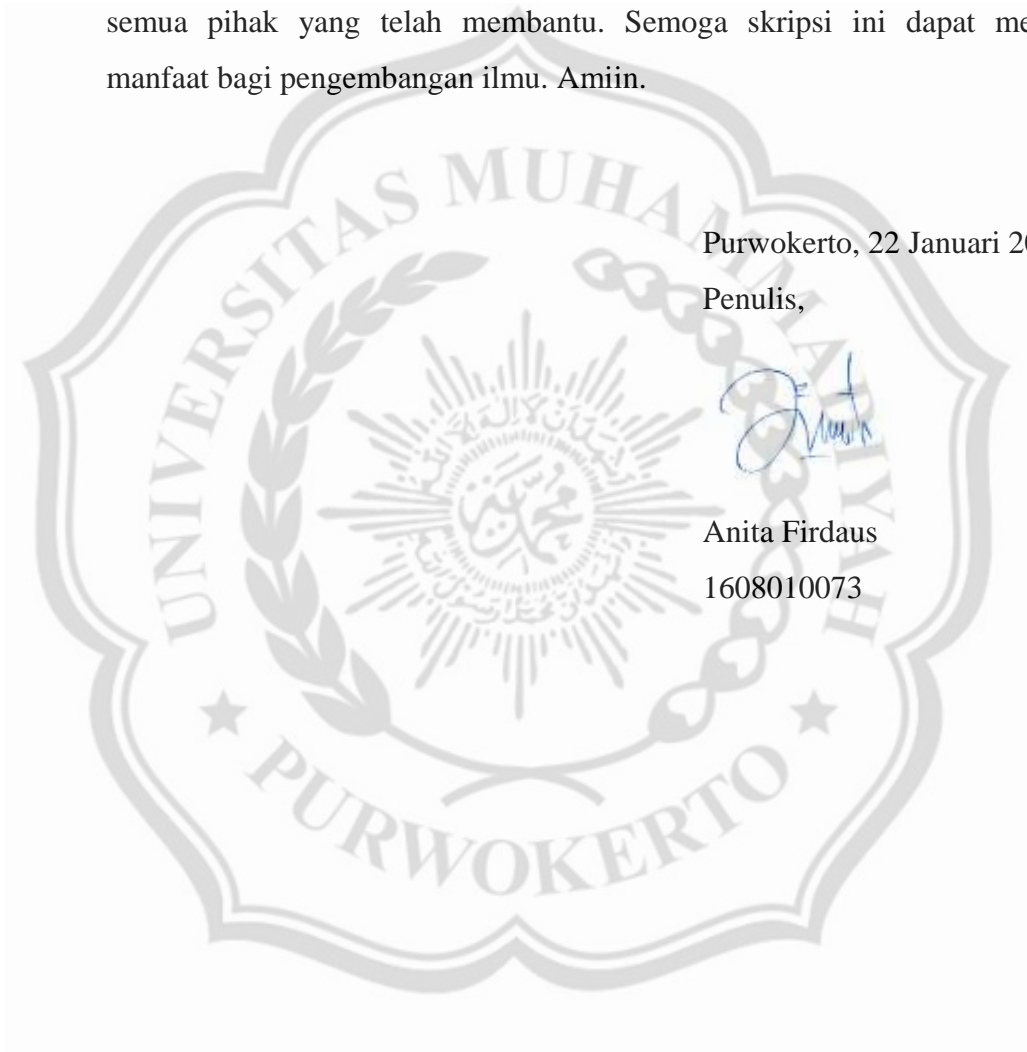 semua pihak yang telah membantu. Semoga skripsi ini dapat me
manfaat bagi pengembangan ilmu. Amiin.
UNIVERSITAS MUHAMMADIYAH
Purwokerto, 22 Januari 20
Penulis,
Anita Firdaus
1608010073
PURWOKERTO